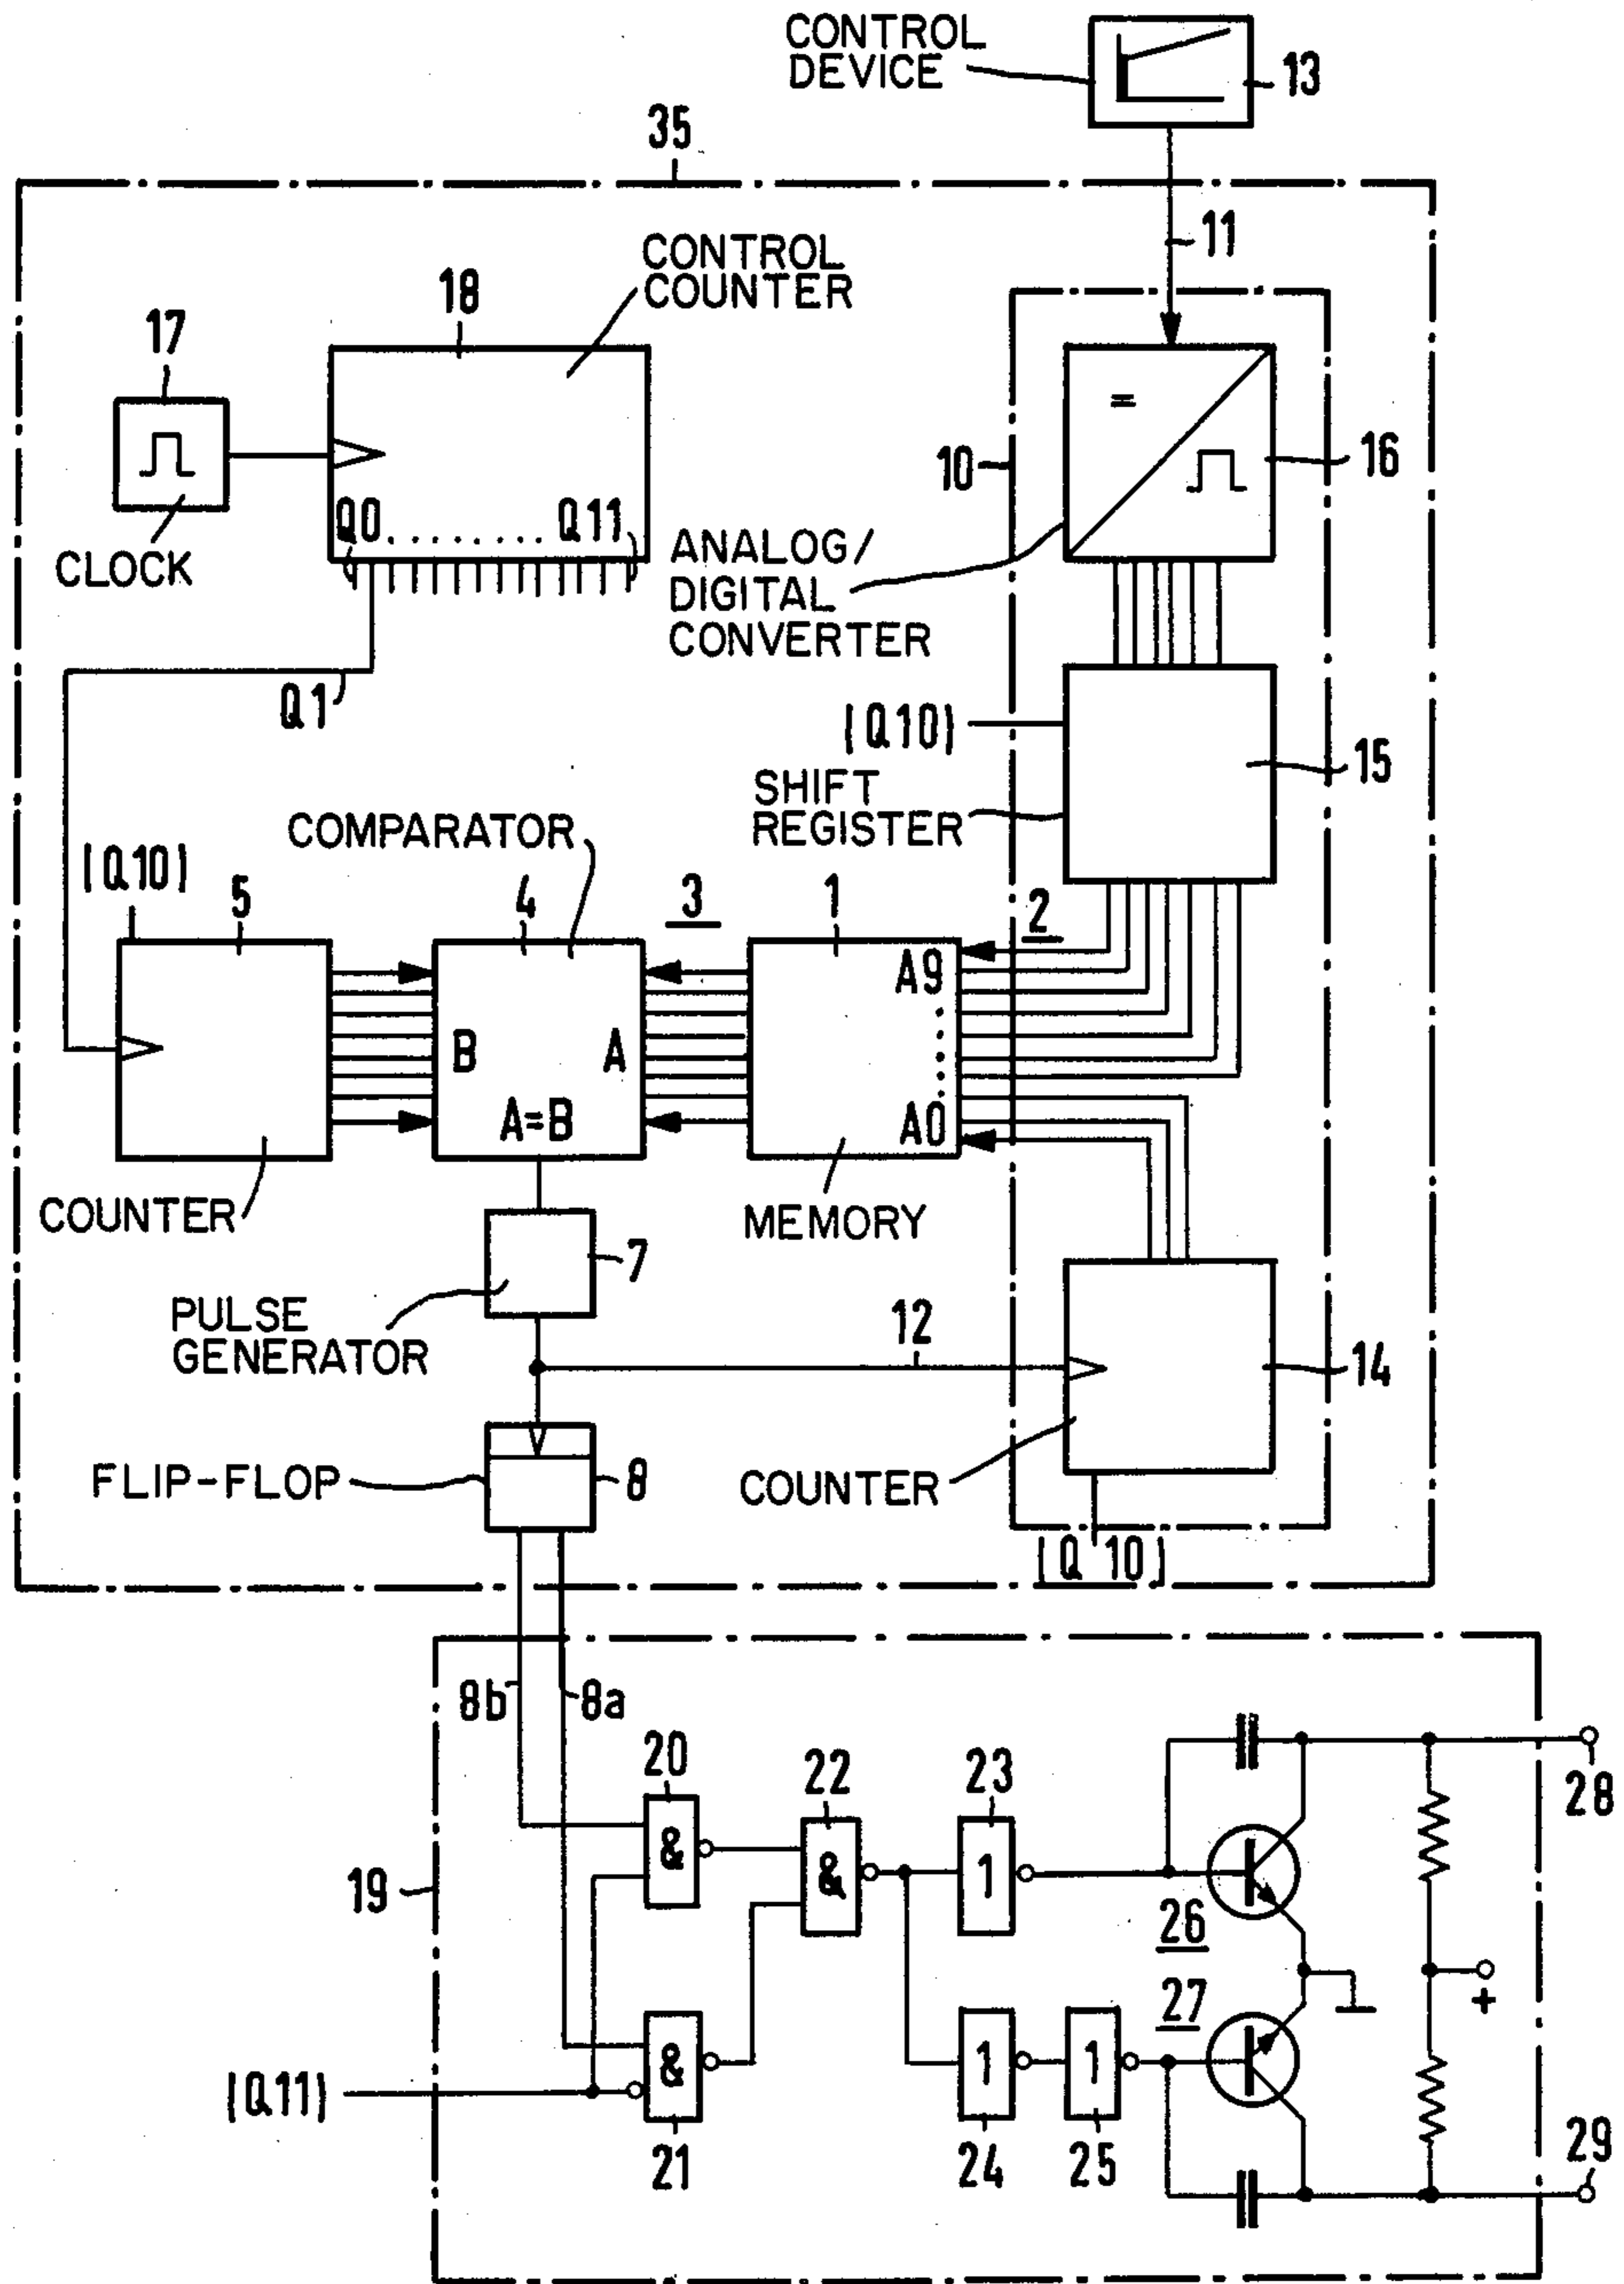 CONTROL
DEVICE
13
35
11
CONTROL
COUNTER
18
17
10
16
Q0 ........ Q11
CLOCK
ANALOG/
DIGITAL
CONVERTER
Q1
(Q10)
15
SHIFT
REGISTER
COMPARATOR
(Q10)
5
4
3
1
2
A9
B
A
A=B
A0
COUNTER
MEMORY
7
PULSE
GENERATOR
12
14
FLIP-FLOP
8
COUNTER
(Q10)
8b
8a
20
22
23
28
&
&
1
19
26
27
+
&
1
1
(Q11)
21
24
25
29